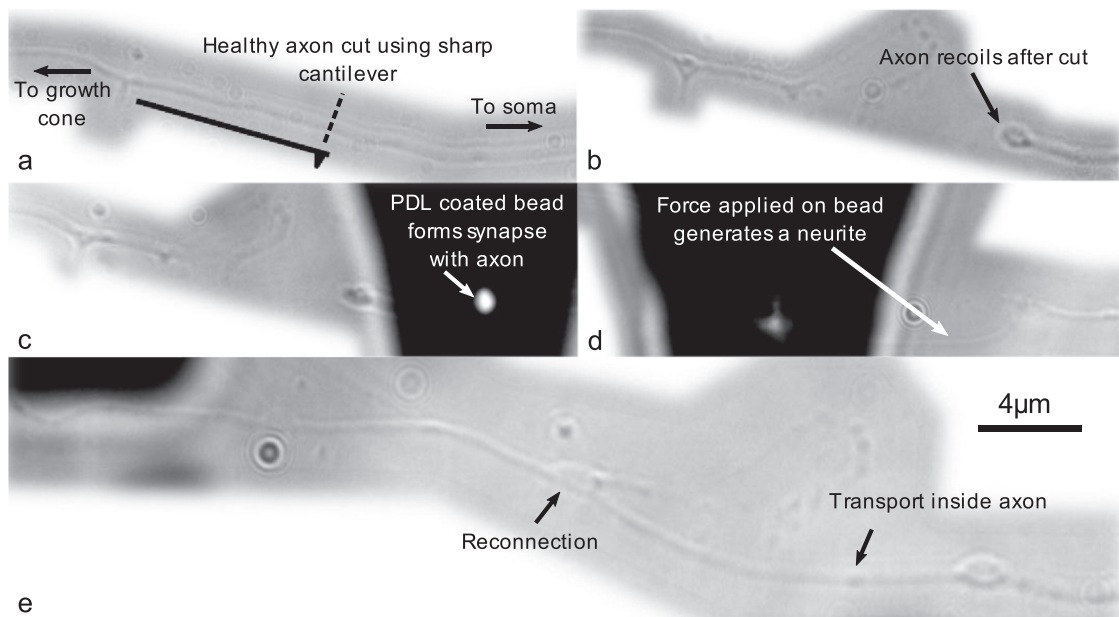 Healthy axon cut using sharp
cantilever
To growth
cone
To soma
a
Axon recoils after cut
b
PDL coated bead
forms synapse
with axon
c
Force applied on bead
generates a neurite
d
4µm
Transport inside axon
Reconnection
e